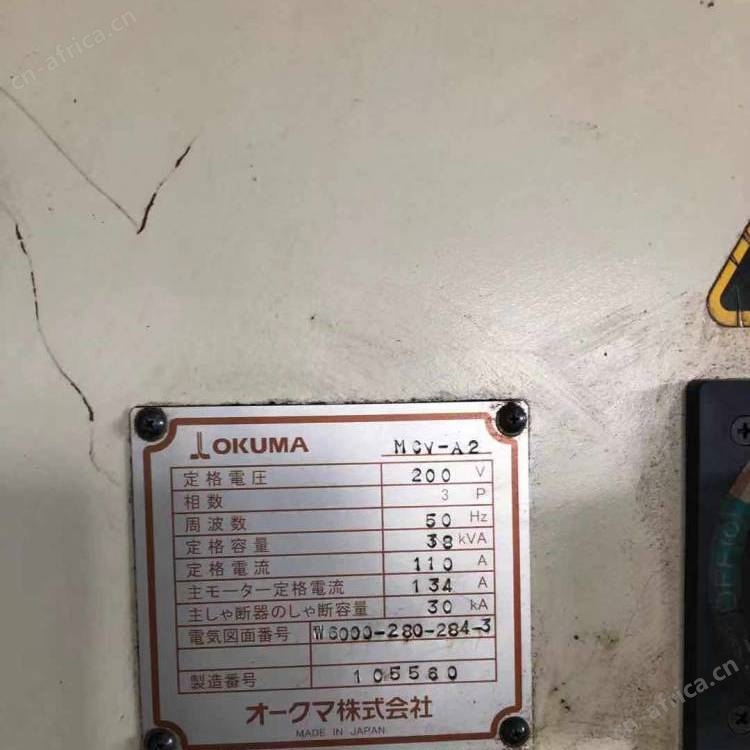 cn-africa.cn
OKUMA MCV-A2
定格電圧 200 V
相数 3 P
周波数 50 Hz
定格容量 38 kVA
定格電流 110 A
主モーター定格電流 134 A
主しゃ断器のしゃ断容量 30 kA
電気図面番号 W6000-280-284-3
製造番号 105560
オークマ株式会社
MADE IN JAPAN
cn-africa.cn